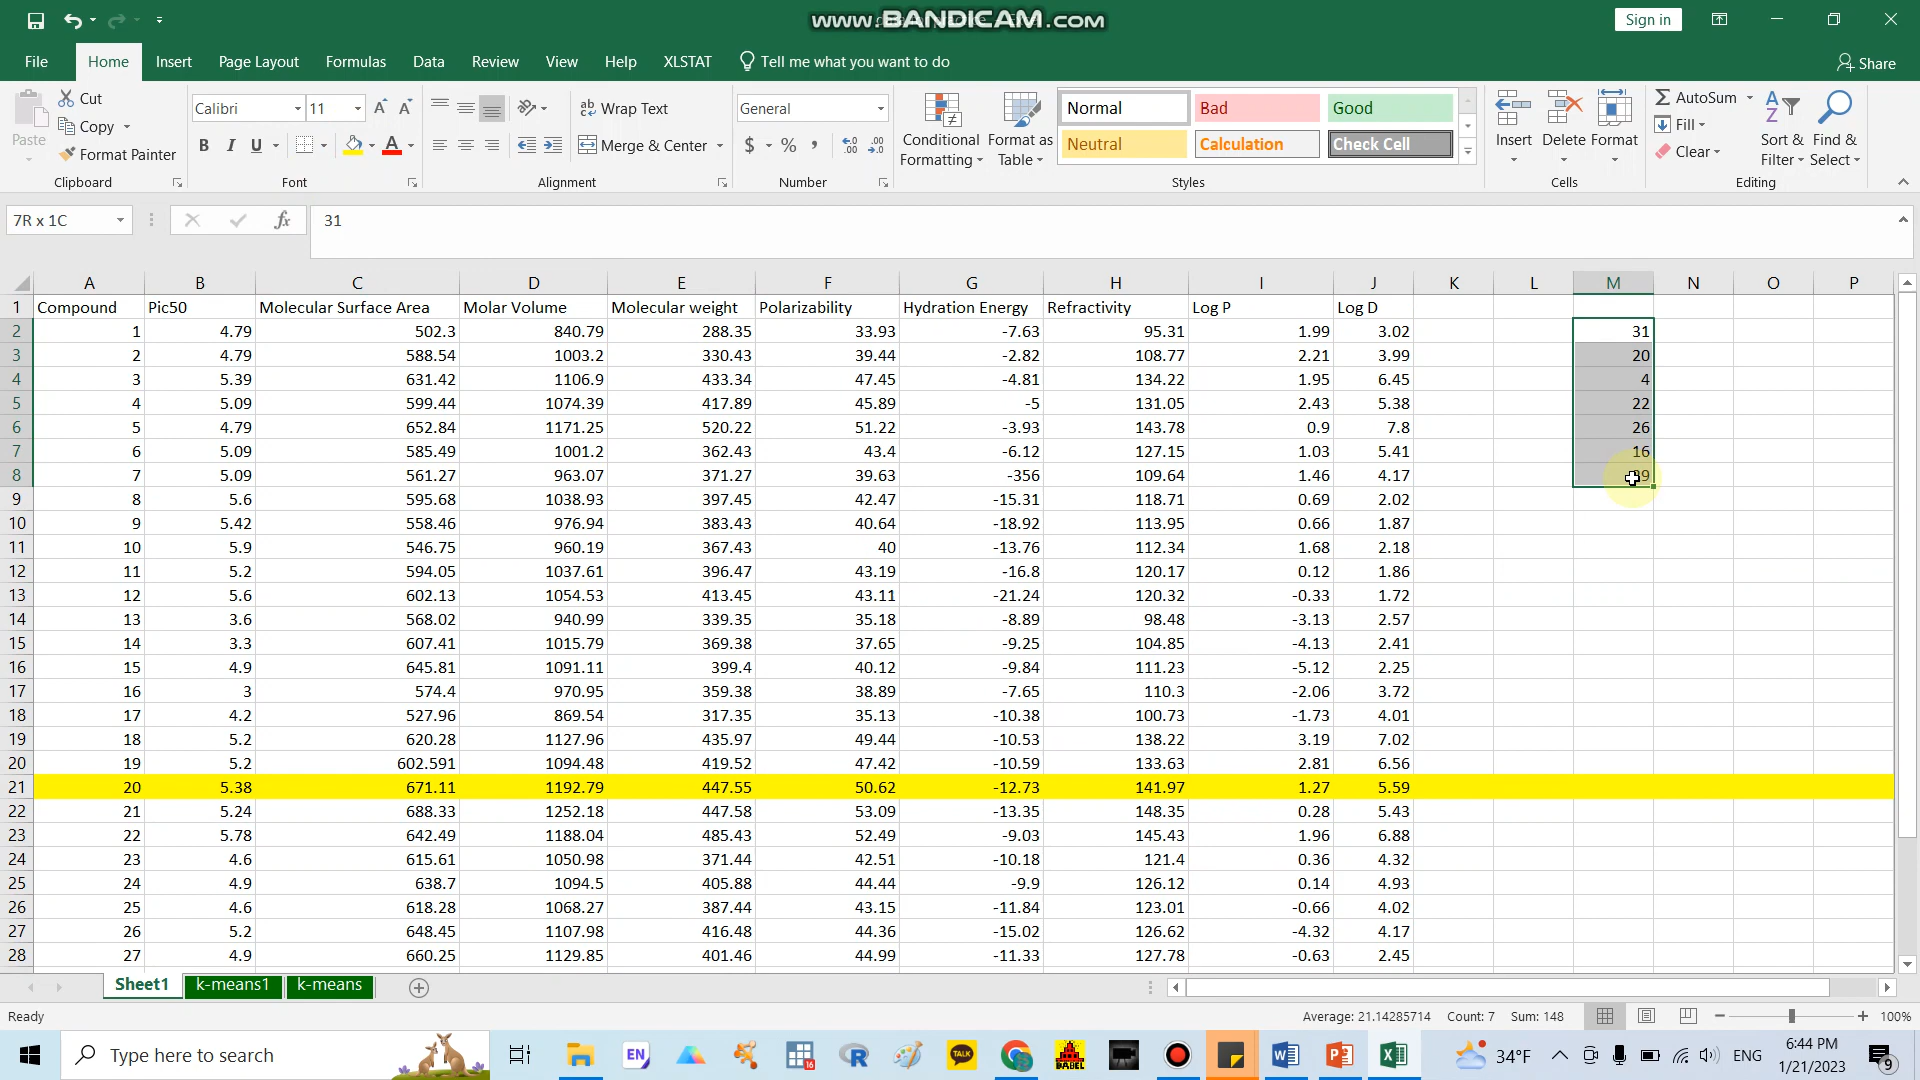 www.BANDICAM.com
Sign in
File Home Insert Page Layout Formulas Data Review View Help XLSTAT Tell me what you want to do Share
Paste
Cut
Copy
Format Painter
Clipboard
Calibri 11
B I U
Font
Wrap Text
Merge & Center
Alignment
General
$ % ,
Number
Conditional Formatting
Format as Table
Normal Bad Good
Neutral Calculation Check Cell
Styles
Insert Delete Format
Cells
AutoSum
Fill
Clear
Sort & Filter
Find & Select
Editing
7R x 1C fx 31
A B C D E F G H I J K L M N O P
1 Compound Pic50 Molecular Surface Area Molar Volume Molecular weight Polarizability Hydration Energy Refractivity Log P Log D
2 1 4.79 502.3 840.79 288.35 33.93 -7.63 95.31 1.99 3.02 31
3 2 4.79 588.54 1003.2 330.43 39.44 -2.82 108.77 2.21 3.99 20
4 3 5.39 631.42 1106.9 433.34 47.45 -4.81 134.22 1.95 6.45 4
5 4 5.09 599.44 1074.39 417.89 45.89 -5 131.05 2.43 5.38 22
6 5 4.79 652.84 1171.25 520.22 51.22 -3.93 143.78 0.9 7.8 26
7 6 5.09 585.49 1001.2 362.43 43.4 -6.12 127.15 1.03 5.41 16
8 7 5.09 561.27 963.07 371.27 39.63 -356 109.64 1.46 4.17
9 8 5.6 595.68 1038.93 397.45 42.47 -15.31 118.71 0.69 2.02
10 9 5.42 558.46 976.94 383.43 40.64 -18.92 113.95 0.66 1.87
11 10 5.9 546.75 960.19 367.43 40 -13.76 112.34 1.68 2.18
12 11 5.2 594.05 1037.61 396.47 43.19 -16.8 120.17 0.12 1.86
13 12 5.6 602.13 1054.53 413.45 43.11 -21.24 120.32 -0.33 1.72
14 13 3.6 568.02 940.99 339.35 35.18 -8.89 98.48 -3.13 2.57
15 14 3.3 607.41 1015.79 369.38 37.65 -9.25 104.85 -4.13 2.41
16 15 4.9 645.81 1091.11 399.4 40.12 -9.84 111.23 -5.12 2.25
17 16 3 574.4 970.95 359.38 38.89 -7.65 110.3 -2.06 3.72
18 17 4.2 527.96 869.54 317.35 35.13 -10.38 100.73 -1.73 4.01
19 18 5.2 620.28 1127.96 435.97 49.44 -10.53 138.22 3.19 7.02
20 19 5.2 602.591 1094.48 419.52 47.42 -10.59 133.63 2.81 6.56
21 20 5.38 671.11 1192.79 447.55 50.62 -12.73 141.97 1.27 5.59
22 21 5.24 688.33 1252.18 447.58 53.09 -13.35 148.35 0.28 5.43
23 22 5.78 642.49 1188.04 485.43 52.49 -9.03 145.43 1.96 6.88
24 23 4.6 615.61 1050.98 371.44 42.51 -10.18 121.4 0.36 4.32
25 24 4.9 638.7 1094.5 405.88 44.44 -9.9 126.12 0.14 4.93
26 25 4.6 618.28 1068.27 387.44 43.15 -11.84 123.01 -0.66 4.02
27 26 5.2 648.45 1107.98 416.48 44.36 -15.02 126.62 -4.32 4.17
28 27 4.9 660.25 1129.85 401.46 44.99 -11.33 127.78 -0.63 2.45
Sheet1 k-means1 k-means
Ready Average: 21.14285714 Count: 7 Sum: 148 100%
Type here to search
EN
TALK
BABEL
34°F ENG
6:44 PM
1/21/2023
9